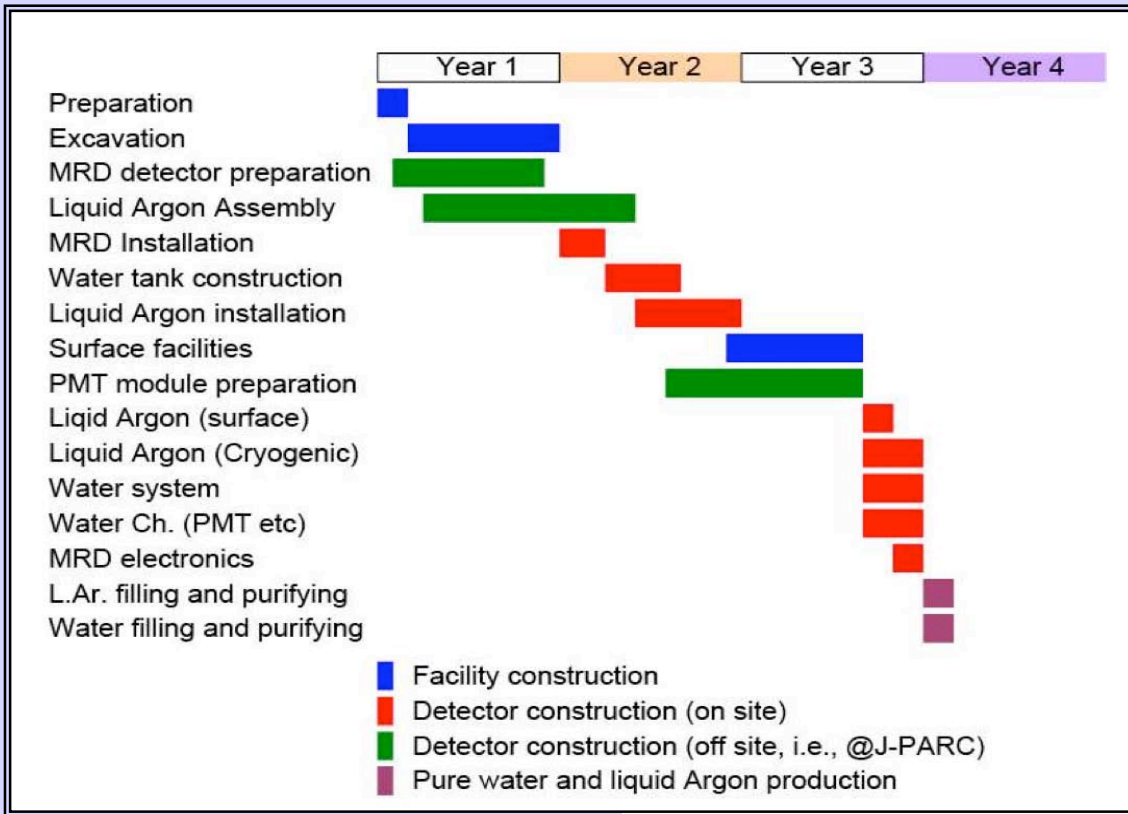 Year 1 Year 2 Year 3 Year 4
Preparation
Excavation
MRD detector preparation
Liquid Argon Assembly
MRD Installation
Water tank construction
Liquid Argon installation
Surface facilities
PMT module preparation
Liqid Argon (surface)
Liquid Argon (Cryogenic)
Water system
Water Ch. (PMT etc)
MRD electronics
L.Ar. filling and purifying
Water filling and purifying
Facility construction
Detector construction (on site)
Detector construction (off site, i.e., @J-PARC)
Pure water and liquid Argon production